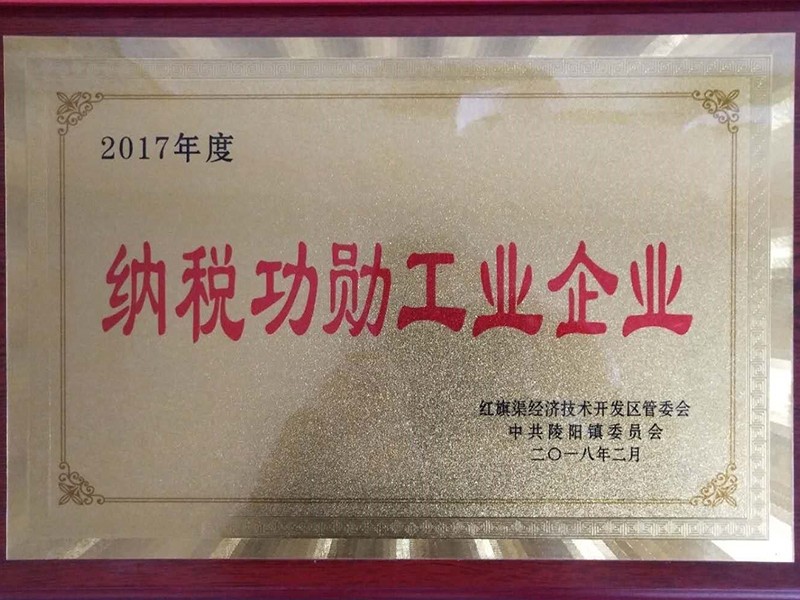 2017年度
纳税功勋工业企业
红旗渠经济技术开发区管委会
中共陵阳镇委员会
二〇一八年二月